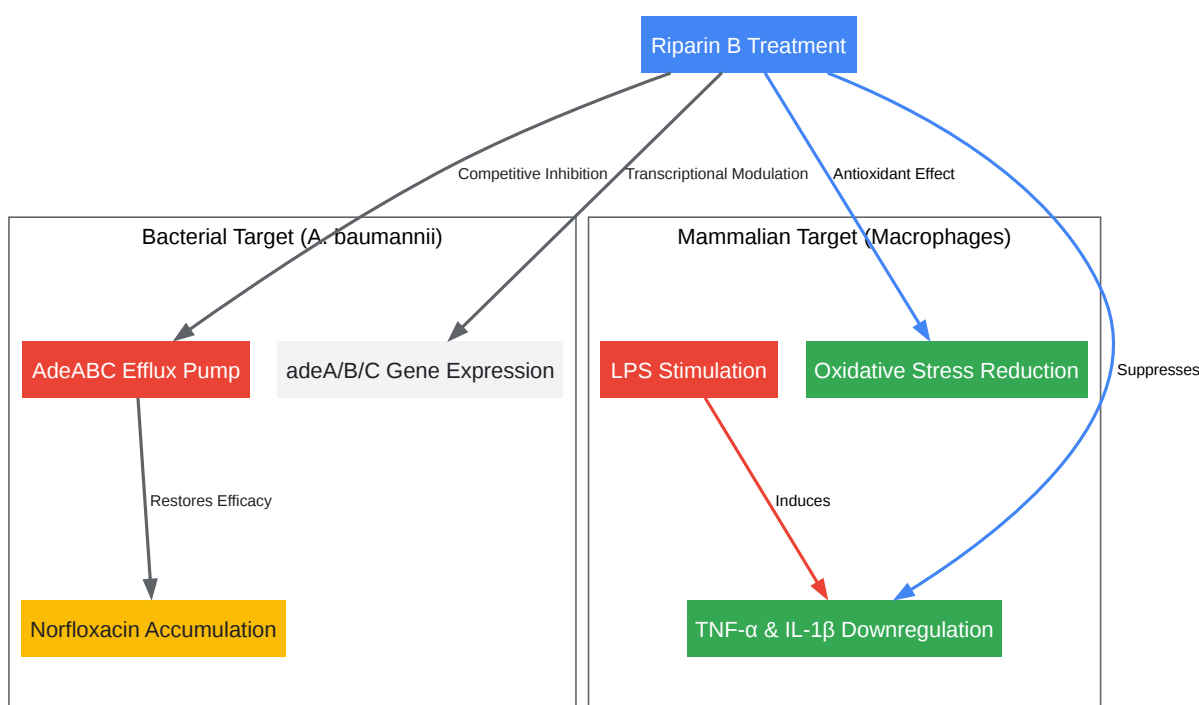 Riparin B Treatment
Competitive Inhibition
Transcriptional Modulation
Antioxidant Effect
Bacterial Target (A. baumannii)
Mammalian Target (Macrophages)
AdeABC Efflux Pump
adeA/B/C Gene Expression
LPS Stimulation
Oxidative Stress Reduction
Suppresses
Restores Efficacy
Induces
Norfloxacin Accumulation
TNF-α & IL-1β Downregulation